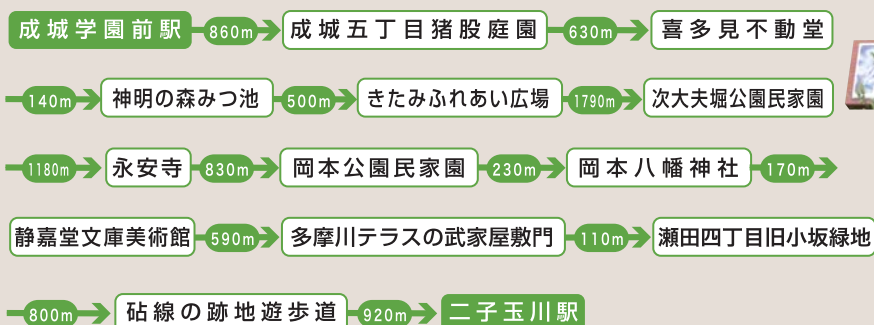 成城学園前駅 860m 成城五丁目猪股庭園 630m 喜多見不動堂
140m 神明の森みつ池 500m きたみふれあい広場 1790m 次大夫堀公園民家園
1180m 永安寺 830m 岡本公園民家園 230m 岡本八幡神社 170m
静嘉堂文庫美術館 590m 多摩川テラスの武家屋敷門 110m 瀬田四丁目旧小坂緑地
800m 砧線の跡地遊歩道 920m 二子玉川駅